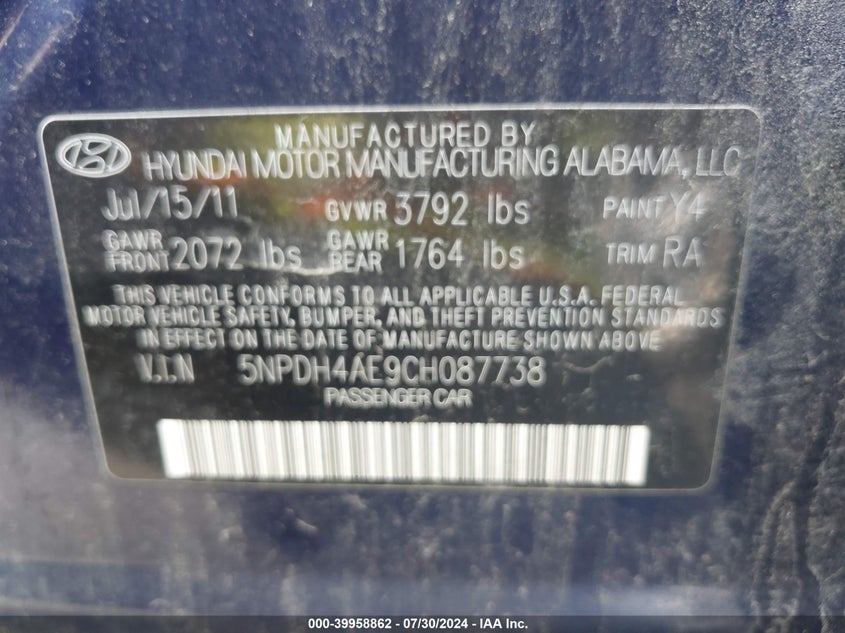 MANUFACTURED BY
HYUNDAI MOTOR MANUFACTURING ALABAMA, LLC
Jul/15/11 GVWR 3792 lbs PAINT Y4
GAWR FRONT 2072 lbs GAWR REAR 1764 lbs TRIM RA
THIS VEHICLE CONFORMS TO ALL APPLICABLE U.S.A. FEDERAL
MOTOR VEHICLE SAFETY, BUMPER, AND THEFT PREVENTION STANDARDS
IN EFFECT ON THE DATE OF MANUFACTURE SHOWN ABOVE
V.I.N 5NPDH4AE9CH087738
PASSENGER CAR
000-39958862 - 07/30/2024 - IAA Inc.